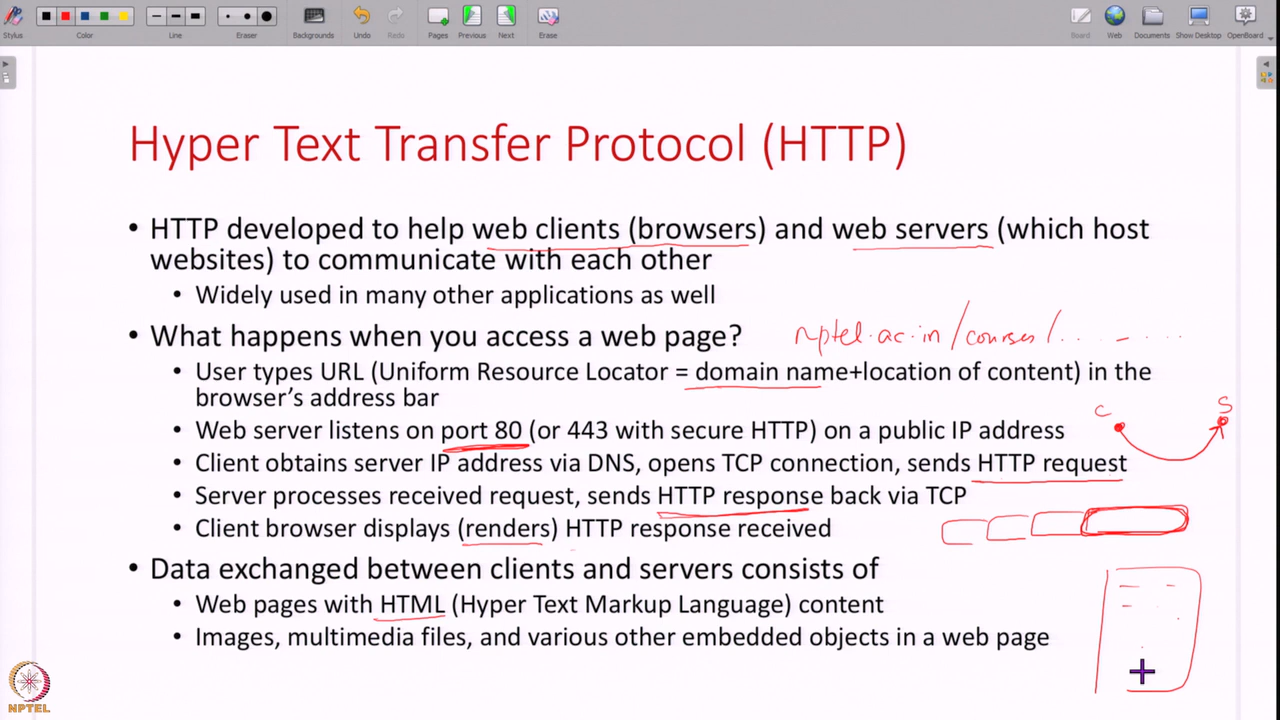 Stylus
Color
Line
Eraser
Backgrounds
Undo
Redo
Pages
Previous
Next
Erase
Board
Web
Documents
Show Desktop
OpenBoard
Hyper Text Transfer Protocol (HTTP)
• HTTP developed to help web clients (browsers) and web servers (which host
websites) to communicate with each other
• Widely used in many other applications as well
• What happens when you access a web page?
nptel.ac.in/courses/. . . . - . . . .
• User types URL (Uniform Resource Locator = domain name+location of content) in the
browser's address bar
C
S
• Web server listens on port 80 (or 443 with secure HTTP) on a public IP address
• Client obtains server IP address via DNS, opens TCP connection, sends HTTP request
• Server processes received request, sends HTTP response back via TCP
• Client browser displays (renders) HTTP response received
• Data exchanged between clients and servers consists of
• Web pages with HTML (Hyper Text Markup Language) content
• Images, multimedia files, and various other embedded objects in a web page
NPTEL